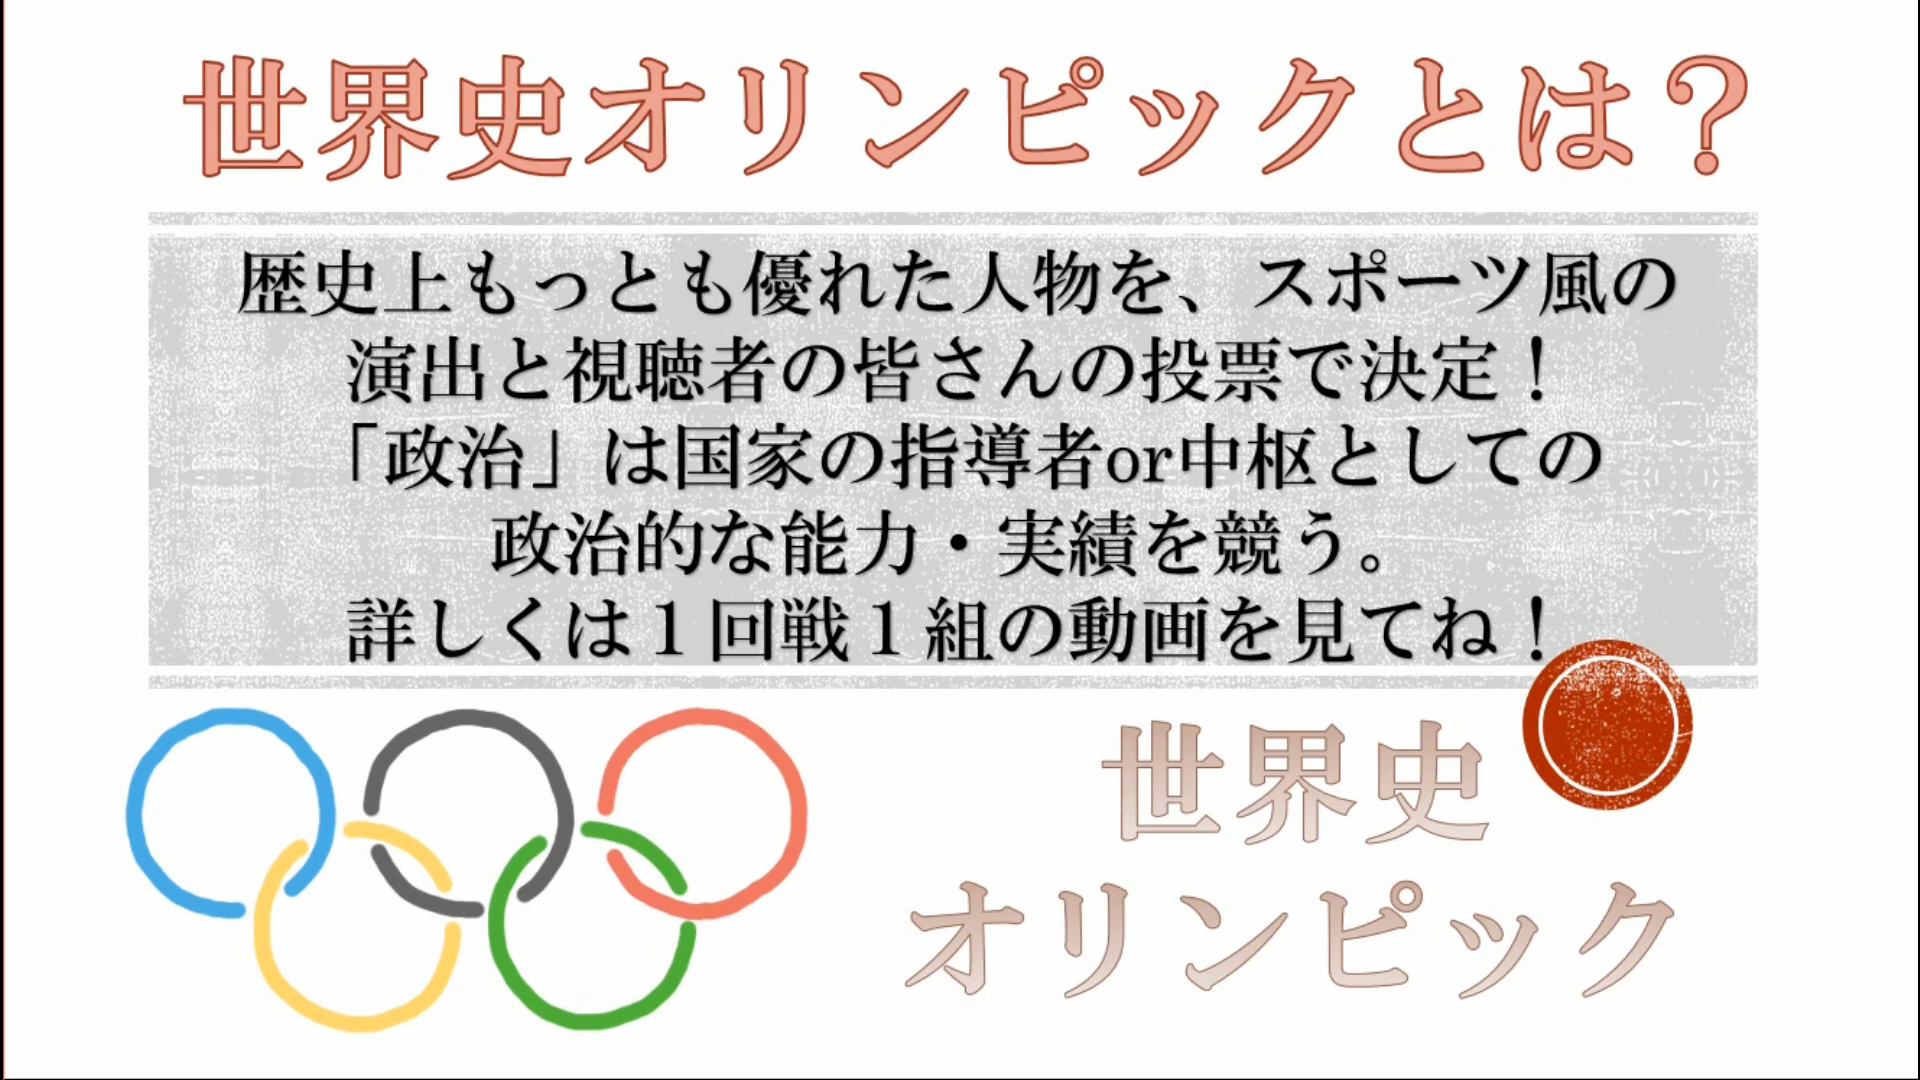 世界史オリンピックとは？
歴史上もっとも優れた人物を、スポーツ風の
演出と視聴者の皆さんの投票で決定！
「政治」は国家の指導者or中枢としての
政治的な能力・実績を競う。
詳しくは１回戦１組の動画を見てね！
世界史
オリンピック